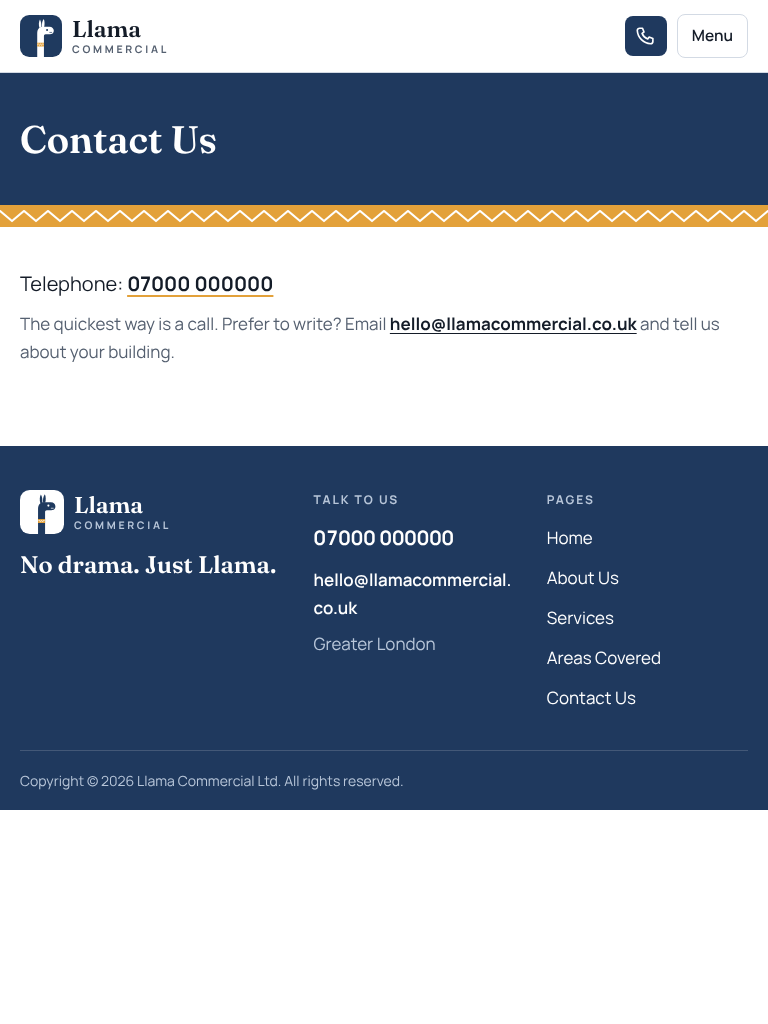 Llama
COMMERCIAL
Menu
Contact Us
Telephone: 07000 000000
The quickest way is a call. Prefer to write? Email hello@llamacommercial.co.uk and tell us
about your building.
Llama
COMMERCIAL
No drama. Just Llama.
TALK TO US
07000 000000
hello@llamacommercial.
co.uk
Greater London
PAGES
Home
About Us
Services
Areas Covered
Contact Us
Copyright © 2026 Llama Commercial Ltd. All rights reserved.